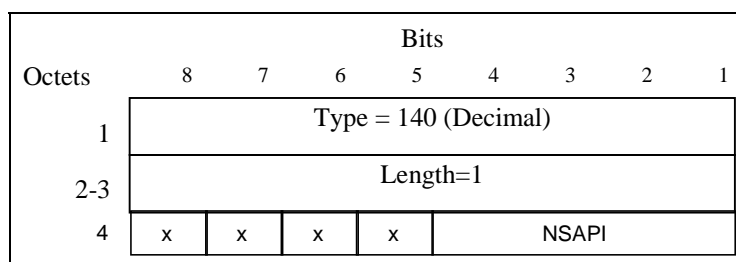 Bits
Octets 8 7 6 5 4 3 2 1
1 Type = 140 (Decimal)
2-3 Length=1
4 x x x x NSAPI